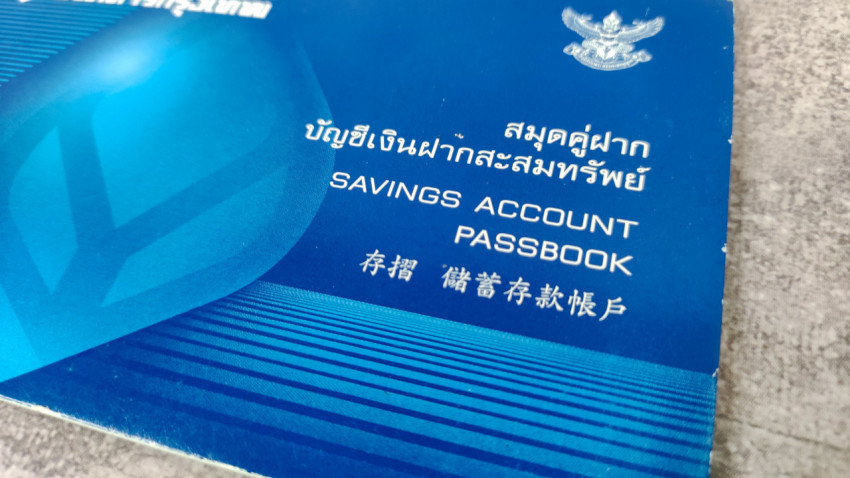 สมุดคู่ฝาก
บัญชีเงินฝากสะสมทรัพย์
SAVINGS ACCOUNT
PASSBOOK
存摺 儲蓄存款帳戶